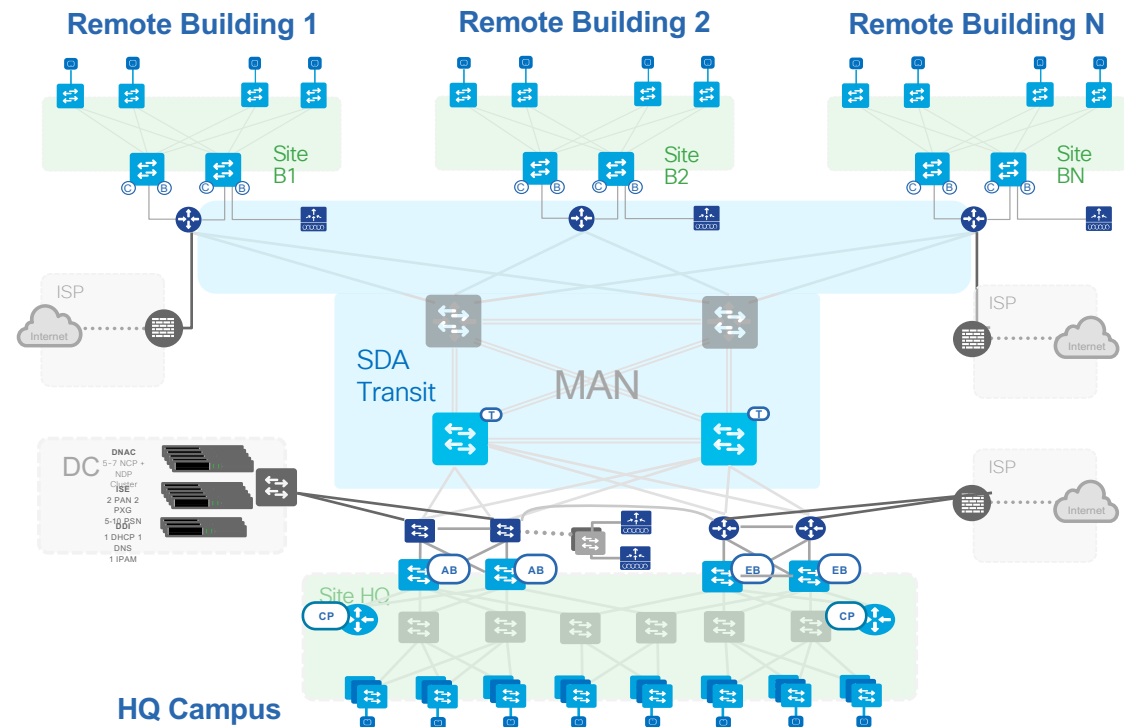 Remote Building 1
Remote Building 2
Remote Building N
Site
B1
Site
B2
Site
BN
C
B
C
B
C
B
C
B
C
B
C
B
ISP
Internet
ISP
Internet
SDA
Transit
MAN
T
T
DC
DNAC
5-7 NCP +
NDP
Cluster
ISE
2 PAN 2
PXG
5-10 PSN
DDI
1 DHCP 1
DNS
1 IPAM
ISP
Internet
AB
AB
EB
EB
Site HQ
CP
CP
HQ Campus